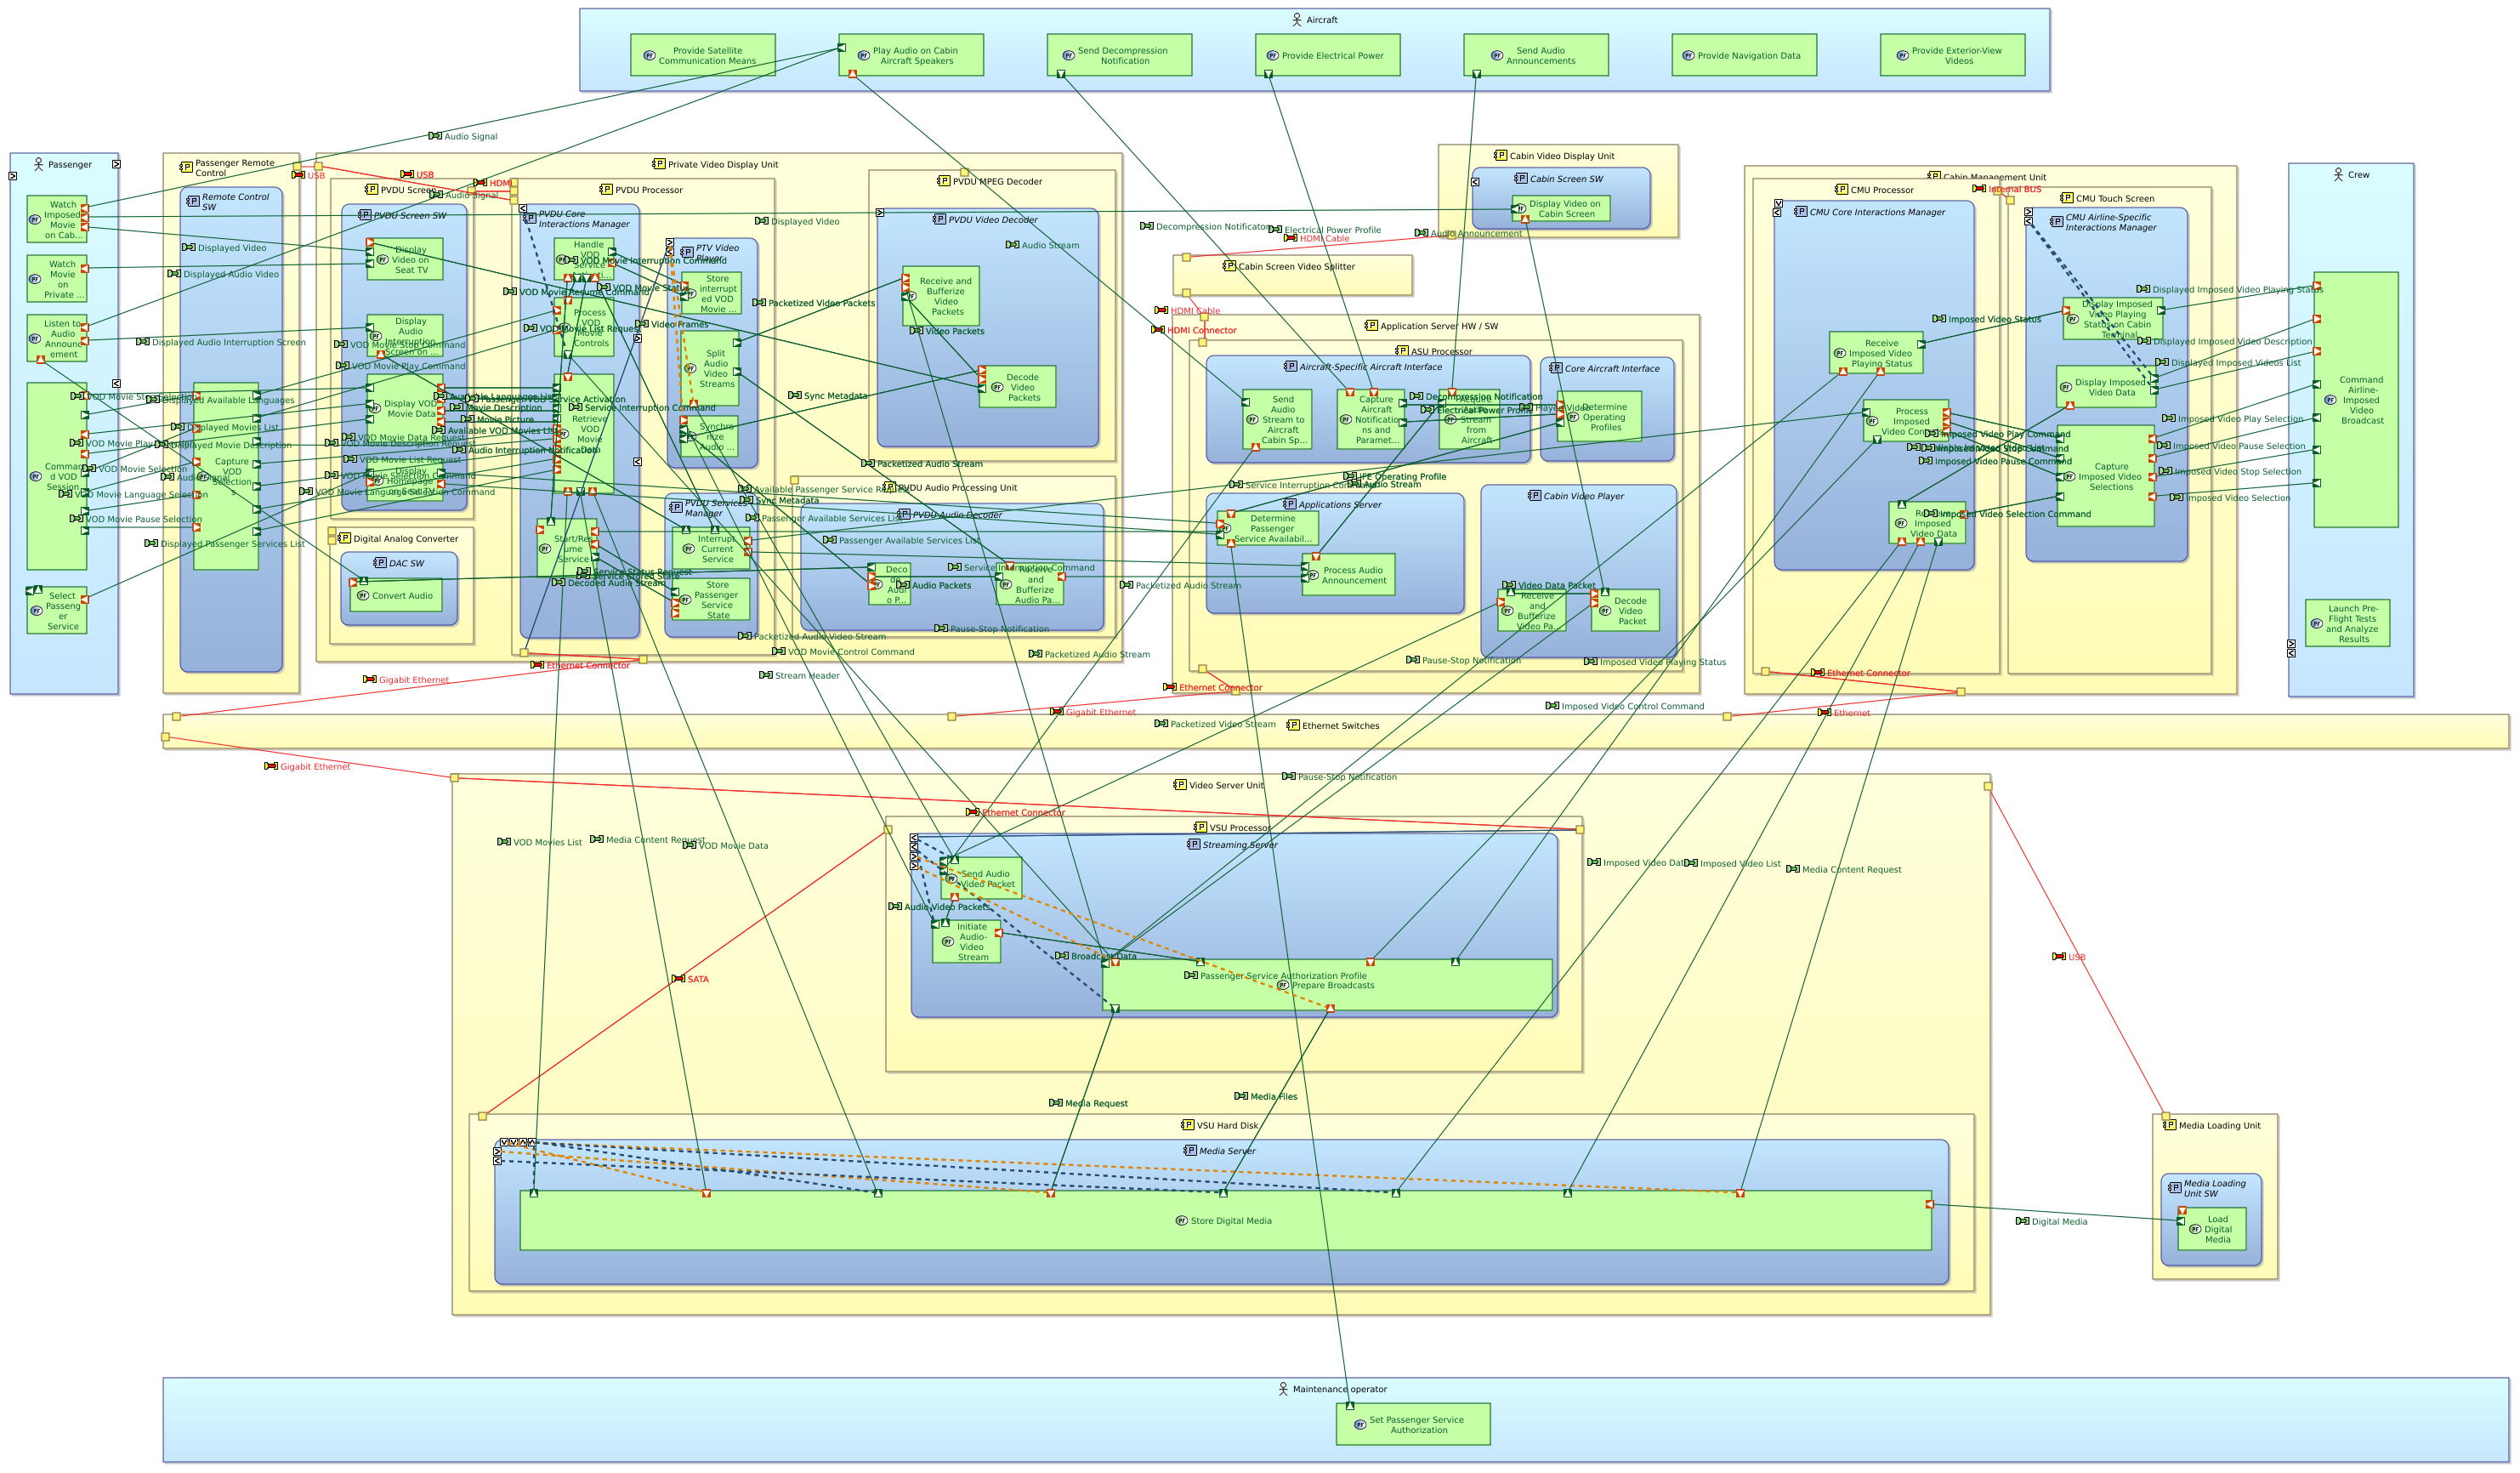 Aircraft
Provide Satellite
Communication Means
Play Audio on Cabin
Aircraft Speakers
Send Decompression
Notification
Provide Electrical Power
Send Audio
Announcements
Provide Navigation Data
Provide Exterior-View
Videos
Audio Signal
Passenger
Watch
Imposed
Movie
on Cab...
Watch
Movie
on
Private ...
Listen to
Audio
Announc
ement
Comman
d VOD
Session
Select
Passeng
er
Service
Passenger Remote
Control
Remote Control
SW
Capture
VOD
Selection
s
USB
USB
HDMI
Audio Signal
Displayed Video
Displayed Audio Video
Displayed Audio Interruption Screen
Displayed Available Languages
Displayed Movies List
Displayed Movie Description
VOD Movie Selection
VOD Movie Language Selection
VOD Movie Pause Selection
Displayed Passenger Services List
Private Video Display Unit
PVDU Screen
PVDU Screen SW
Display
Video on
Seat TV
Display
Audio
Interruption
Screen on ...
Display VOD
Movie Data
VOD Movie Stop Command
VOD Movie Play Command
VOD Movie Data Request
VOD Movie Description Request
VOD Movie List Request
VOD Movie Selection Command
VOD Movie Language Selection Command
Digital Analog Converter
DAC SW
Convert Audio
PVDU Processor
PVDU Core
Interactions Manager
Handle
VOD
Service
VOD Movie Interruption Command
VOD Movie Resume Command
VOD Movie Status
Process
VOD
Movie
Controls
VOD Movie List Request
Video Frames
Retrieve
VOD
Movie
Data
Service Interruption Command
Movie Description
Movie Picture
Available VOD Movies List
Audio Interruption Notification
Start/Res
ume
Service
Service Status Request
Service Stored State
Decoded Audio Stream
PTV Video
Player
Store
interrupt
ed VOD
Movie ...
Split
Audio
Video
Streams
Synchro
nize
Audio ...
PVDU Services
Manager
Interrupt
Current
Service
Store
Passenger
Service
State
Displayed Video
Packetized Video Packets
Sync Metadata
Packetized Audio Stream
Available Passenger Service Request
Sync Metadata
Passenger Available Services List
Passenger Available Services List
Packetized Audio Video Stream
VOD Movie Control Command
Stream Header
PVDU MPEG Decoder
PVDU Video Decoder
Audio Stream
Receive and
Bufferize
Video
Packets
Video Packets
Decode
Video
Packets
PVDU Audio Processing Unit
PVDU Audio Decoder
Service Interruption Command
Audio Packets
Receive
and
Bufferize
Audio Pa...
Pause-Stop Notification
Packetized Audio Stream
Packetized Audio Stream
Ethernet Connector
Gigabit Ethernet
Decompression Notification
Electrical Power Profile
HDMI Cable
Audio Announcement
Cabin Video Display Unit
Cabin Screen SW
Display Video on
Cabin Screen
Cabin Screen Video Splitter
HDMI Cable
HDMI Connector
Application Server HW / SW
ASU Processor
Aircraft-Specific Aircraft Interface
Send
Audio
Stream to
Aircraft
Cabin Sp...
Capture
Aircraft
Notificatio
ns and
Paramet...
Acquire
Audio
Stream
from
Aircraft
Decompression Notification
Electrical Power Profile
Played Video
Core Aircraft Interface
Determine
Operating
Profiles
IFE Operating Profile
Audio Stream
Service Interruption Command
Applications Server
Determine
Passenger
Service Availabil...
Process Audio
Announcement
Cabin Video Player
Video Data Packet
Receive
and
Bufferize
Video Pa...
Decode
Video
Packet
Pause-Stop Notification
Imposed Video Playing Status
Ethernet Connector
Gigabit Ethernet
Imposed Video Control Command
Cabin Management Unit
CMU Processor
Internal BUS
CMU Core Interactions Manager
Receive
Imposed Video
Playing Status
Imposed Video Status
Process
Imposed
Video Control
Imposed Video Play Command
Imposed Video Stop Command
Imposed Video Pause Command
Imposed Video Selection Command
Imposed
Video Data
CMU Touch Screen
CMU Airline-Specific
Interactions Manager
Display Imposed
Video Playing
Status on Cabin
Terminal
Display Imposed
Video Data
Capture
Imposed Video
Selections
Displayed Imposed Video Playing Status
Displayed Imposed Video Description
Displayed Imposed Videos List
Imposed Video Play Selection
Imposed Video Pause Selection
Imposed Video Stop Selection
Imposed Video Selection
Ethernet Connector
Ethernet
Crew
Command
Airline-
Imposed
Video
Broadcast
Launch Pre-
Flight Tests
and Analyze
Results
Packetized Video Stream
Ethernet Switches
Gigabit Ethernet
Pause-Stop Notification
Video Server Unit
Ethernet Connector
VSU Processor
Streaming Server
VOD Movies List
Media Content Request
VOD Movie Data
Send Audio
Video Packet
Audio Video Packets
Initiate
Audio-
Video
Stream
Broadcast Data
Passenger Service Authorization Profile
Prepare Broadcasts
Imposed Video Data
Imposed Video List
Media Content Request
SATA
USB
Media Request
Media Files
VSU Hard Disk
Media Server
Store Digital Media
Digital Media
Media Loading Unit
Media Loading
Unit SW
Load
Digital
Media
Maintenance operator
Set Passenger Service
Authorization